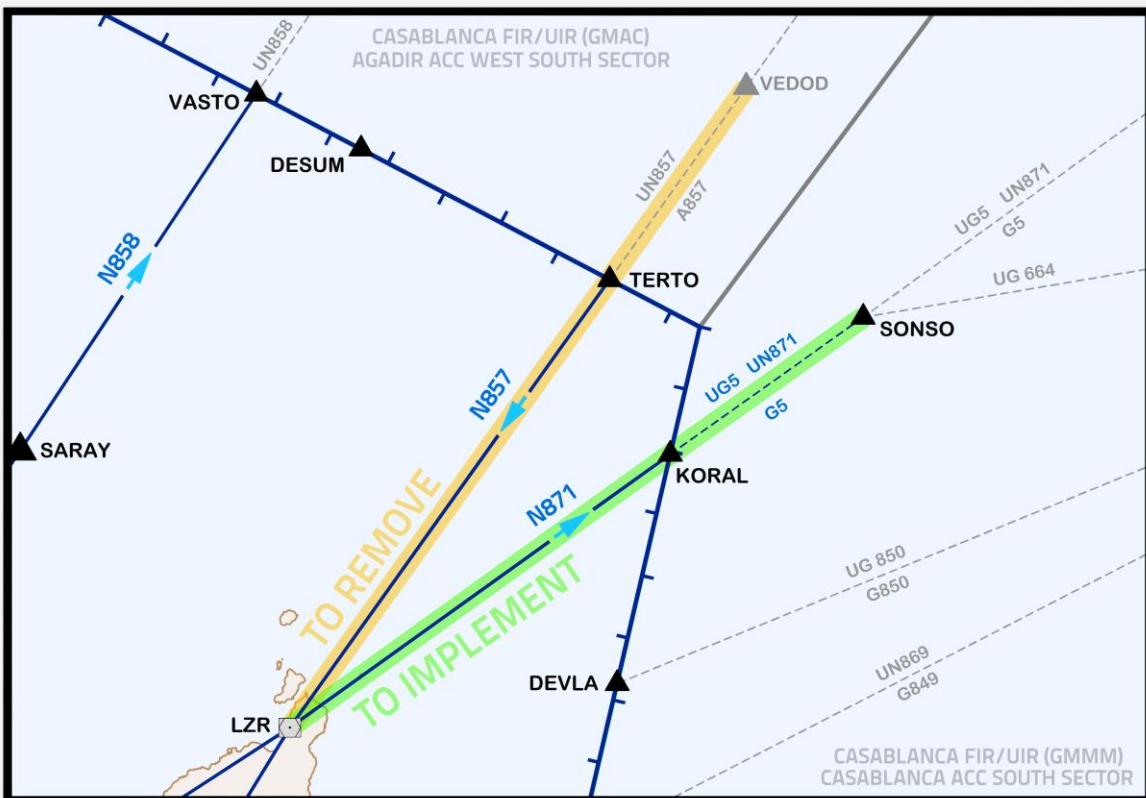 CASABLANCA FIR/UIR (GMAC)
AGADIR ACC WEST SOUTH SECTOR
UN858
VASTO
VEDOD
DESUM
UN857
A857
UG5 UN871
G5
N858
TERTO
UG 664
SONSO
UG5 UN871
G5
N857
SARAY
KORAL
N871
TO REMOVE
TO IMPLEMENT
UG 850
G850
UN869
G849
DEVLA
LZR
CASABLANCA FIR/UIR (GMMM)
CASABLANCA ACC SOUTH SECTOR